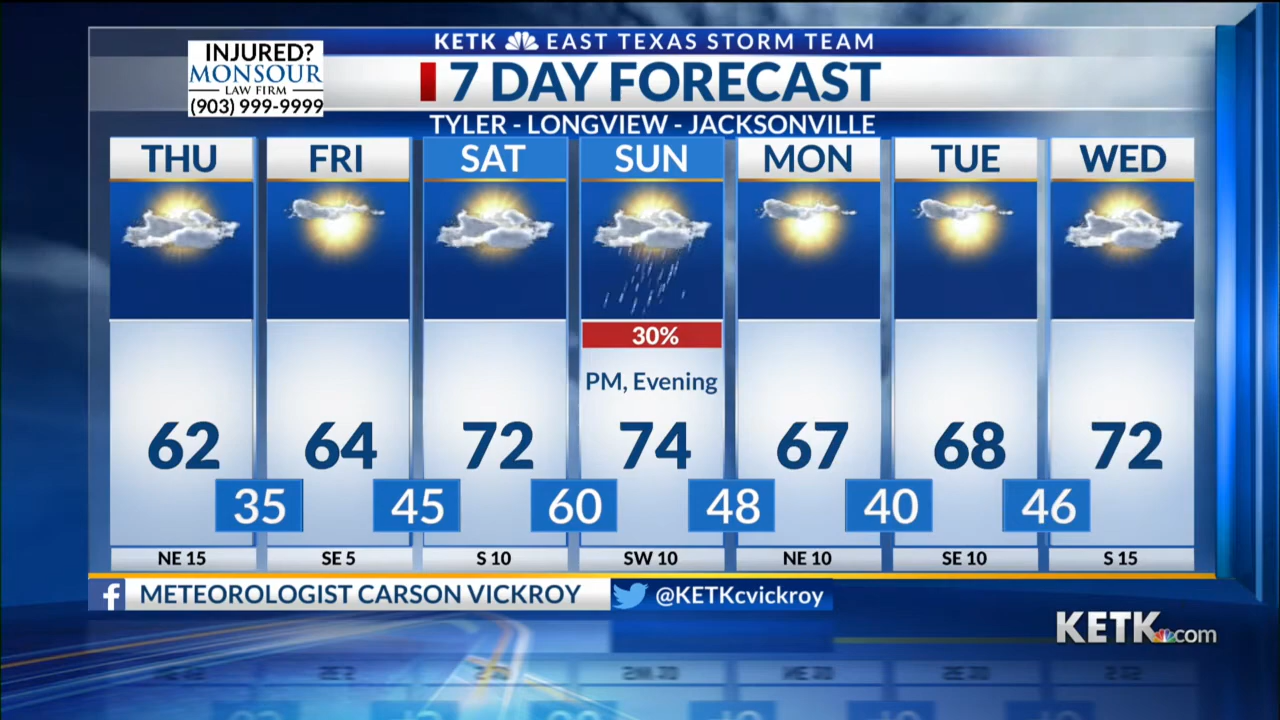 KETK EAST TEXAS STORM TEAM
INJURED?
MONSOUR
LAW FIRM
(903) 999-9999
7 DAY FORECAST
TYLER - LONGVIEW - JACKSONVILLE
THU FRI SAT SUN MON TUE WED
30%
PM, Evening
62 64 72 74 67 68 72
35 45 60 48 40 46
NE 15 SE 5 S 10 SW 10 NE 10 SE 10 S 15
f METEOROLOGIST CARSON VICKROY @KETKcvickroy
KETK.com